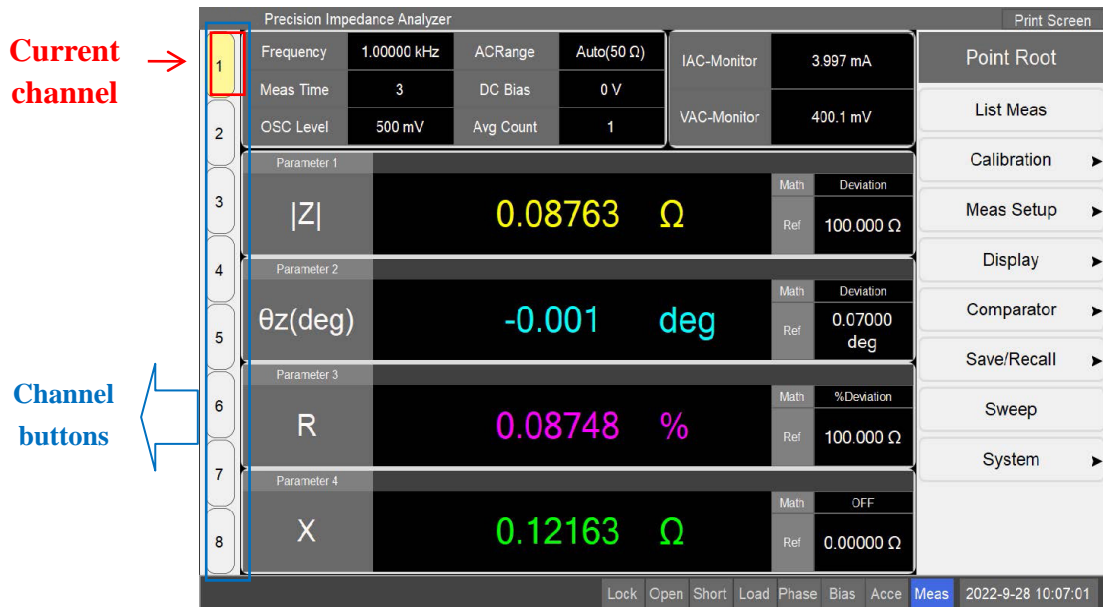 Precision Impedance Analyzer
Print Screen
Current
channel
Channel
buttons
1
2
3
4
5
6
7
8
Frequency 1.00000 kHz ACRange Auto(50 Ω)
Meas Time 3 DC Bias 0 V
OSC Level 500 mV Avg Count 1
IAC-Monitor 3.997 mA
VAC-Monitor 400.1 mV
Parameter 1
|Z| 0.08763 Ω
Math Deviation
Ref 100.000 Ω
Parameter 2
θz(deg) -0.001 deg
Math Deviation
Ref 0.07000
deg
Parameter 3
R 0.08748 %
Math %Deviation
Ref 100.000 Ω
Parameter 4
X 0.12163 Ω
Math OFF
Ref 0.00000 Ω
Point Root
List Meas
Calibration
Meas Setup
Display
Comparator
Save/Recall
Sweep
System
Lock Open Short Load Phase Bias Acce Meas 2022-9-28 10:07:01